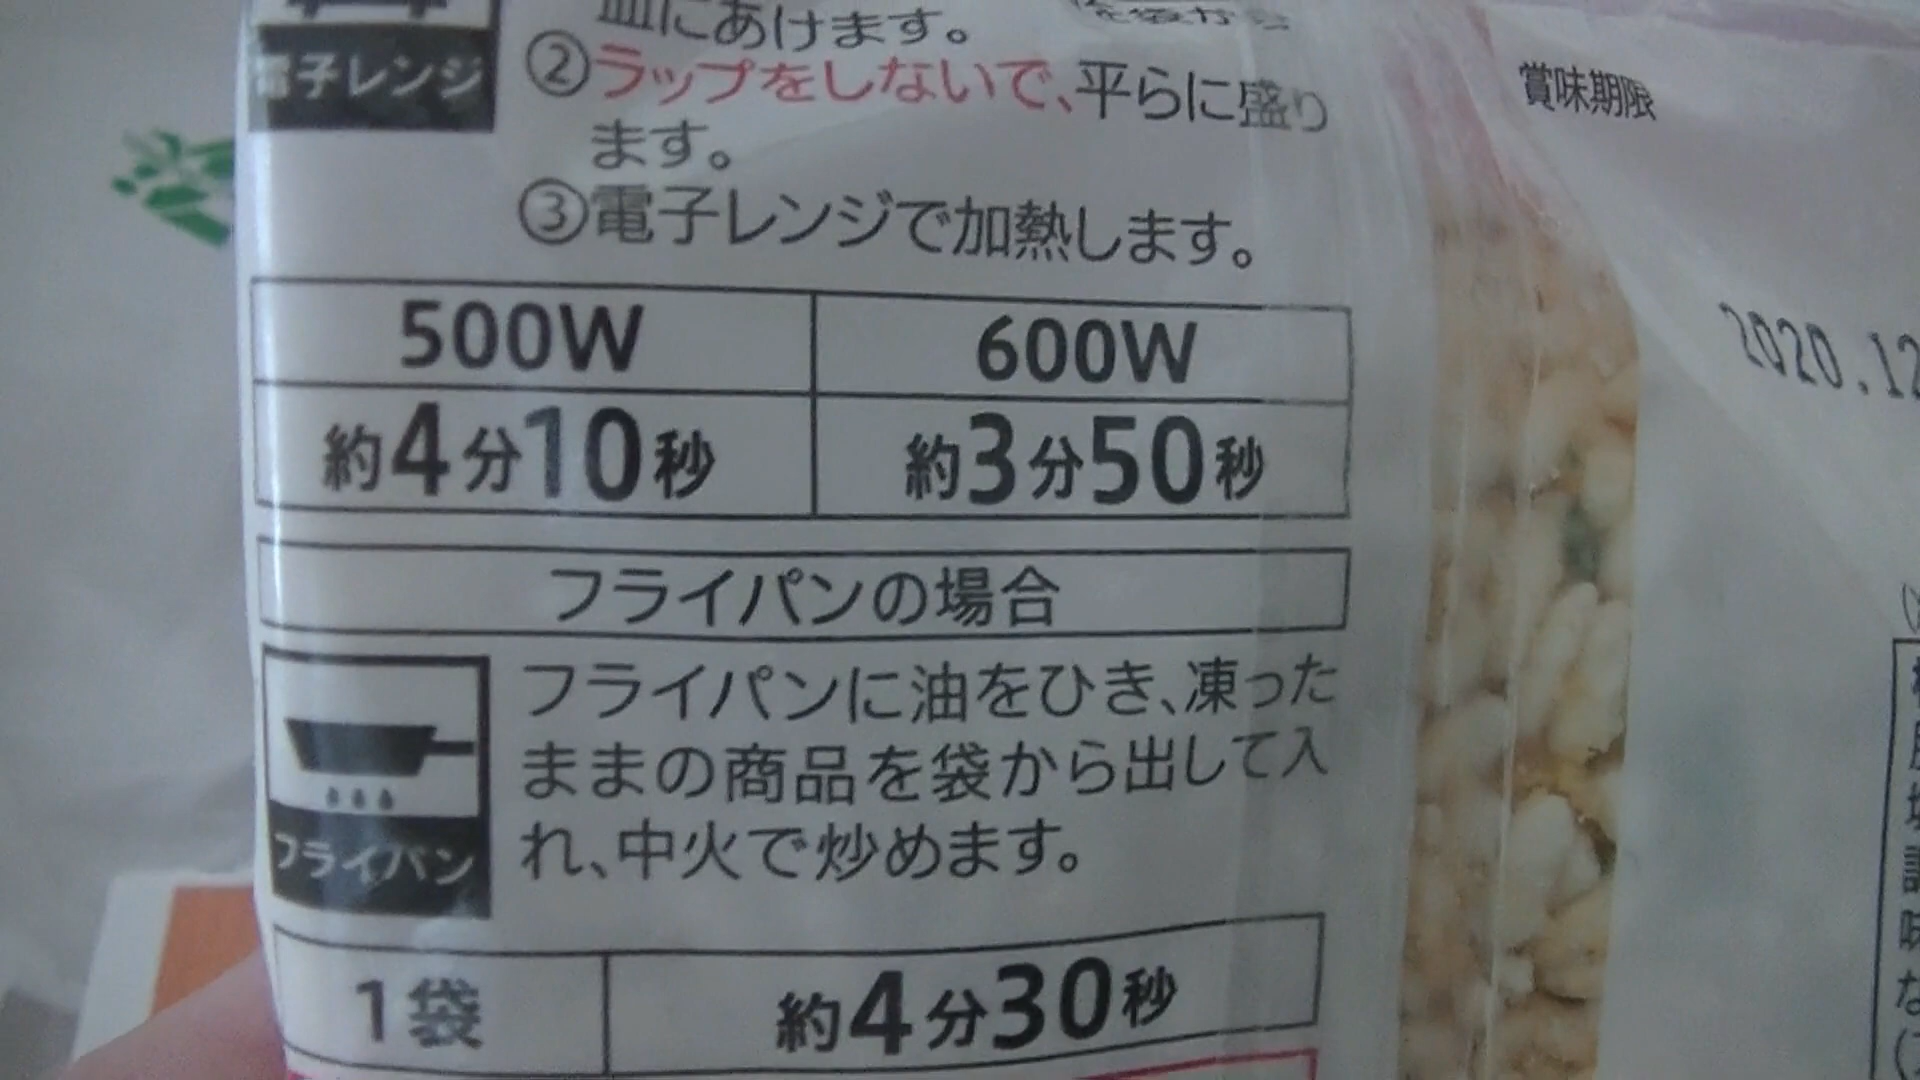 皿にあけます。
電子レンジ
②ラップをしないで、平らに盛り
ます。
③電子レンジで加熱します。
500W 600W
約4分10秒 約3分50秒
フライパンの場合
フライパンに油をひき、凍った
ままの商品を袋から出して入
れ、中火で炒めます。
フライパン
1袋 約4分30秒
賞味期限
2020.12